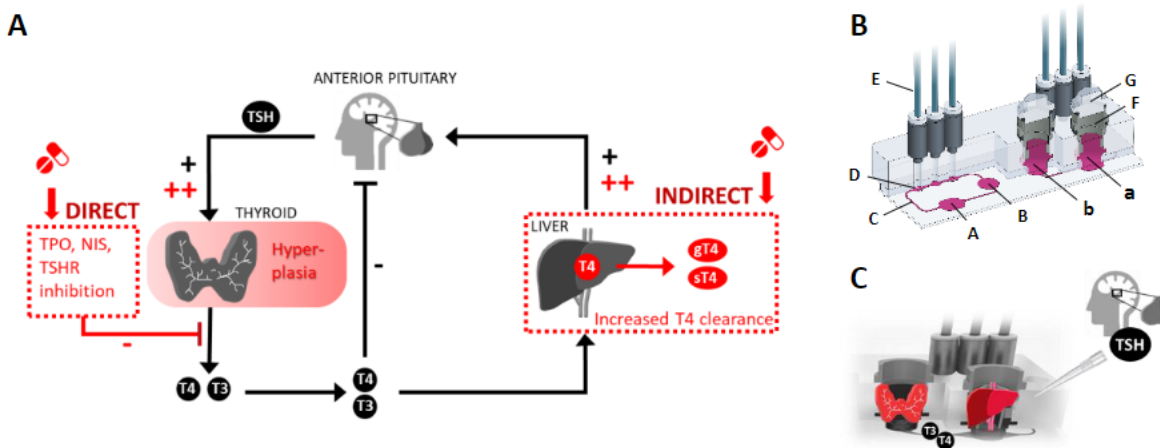 A
ANTERIOR PITUITARY
TSH
+
++
DIRECT
TPO, NIS,
TSHR
inhibition
-
THYROID
Hyper-
plasia
T4 T3
-
T4
T3
+
++
INDIRECT
LIVER
T4
gT4
sT4
Increased T4 clearance
B
E
G
F
D
C
A
B
b
a
C
TSH
T3
T4